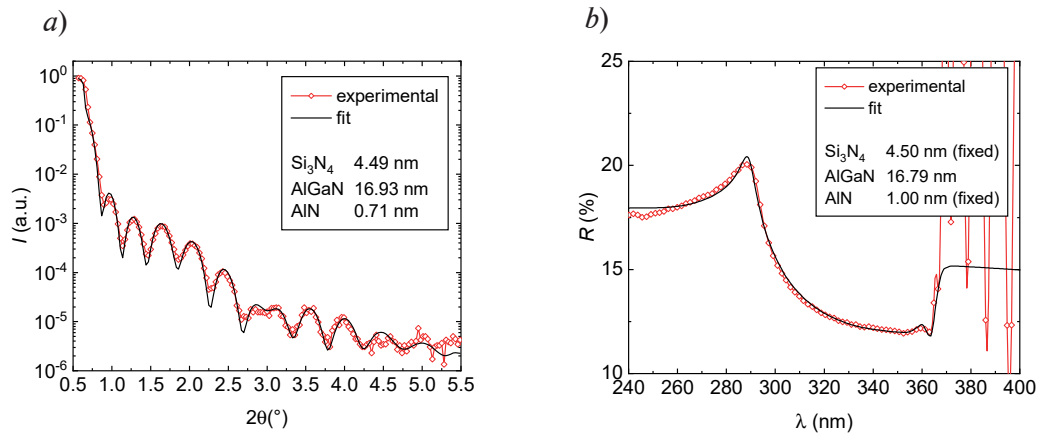 a)
I (a.u.)
10⁰
10⁻¹
10⁻²
10⁻³
10⁻⁴
10⁻⁵
10⁻⁶
0.5 1.0 1.5 2.0 2.5 3.0 3.5 4.0 4.5 5.0 5.5
2θ(°)
experimental
fit
Si₃N₄ 4.49 nm
AlGaN 16.93 nm
AlN 0.71 nm
b)
R (%)
25
20
15
10
240 260 280 300 320 340 360 380 400
λ (nm)
experimental
fit
Si₃N₄ 4.50 nm (fixed)
AlGaN 16.79 nm
AlN 1.00 nm (fixed)